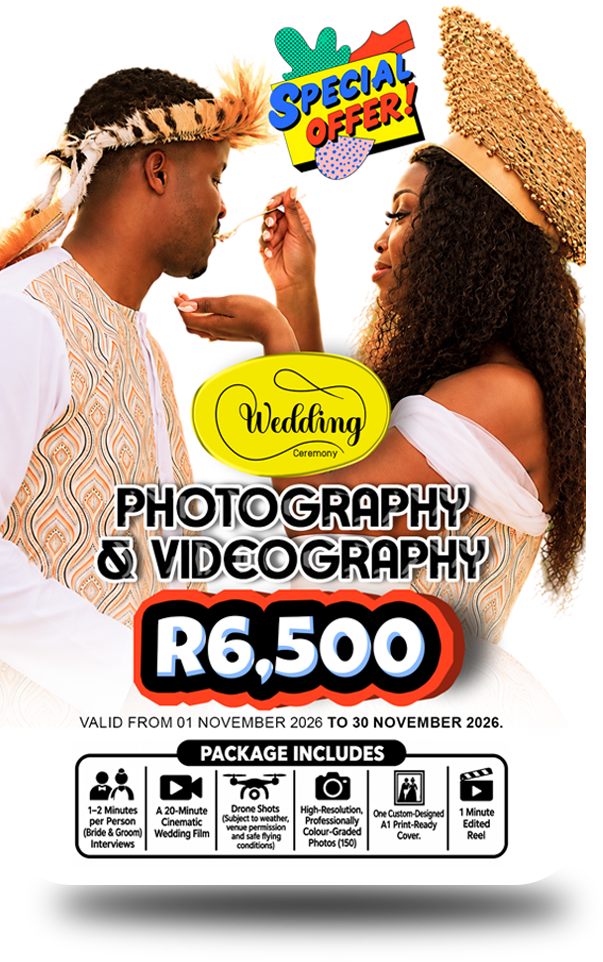 SPECIAL
OFFER!
Wedding
Ceremony
PHOTOGRAPHY
& VIDEOGRAPHY
R6,500
VALID FROM 01 NOVEMBER 2026 TO 30 NOVEMBER 2026.
PACKAGE INCLUDES
1–2 Minutes
per Person
(Bride & Groom)
Interviews
A 20-Minute
Cinematic
Wedding Film
Drone Shots
(Subject to weather,
venue permission
and safe flying
conditions)
High-Resolution,
Professionally
Colour-Graded
Photos (150)
One Custom-Designed
A1 Print-Ready
Cover.
1 Minute
Edited
Reel